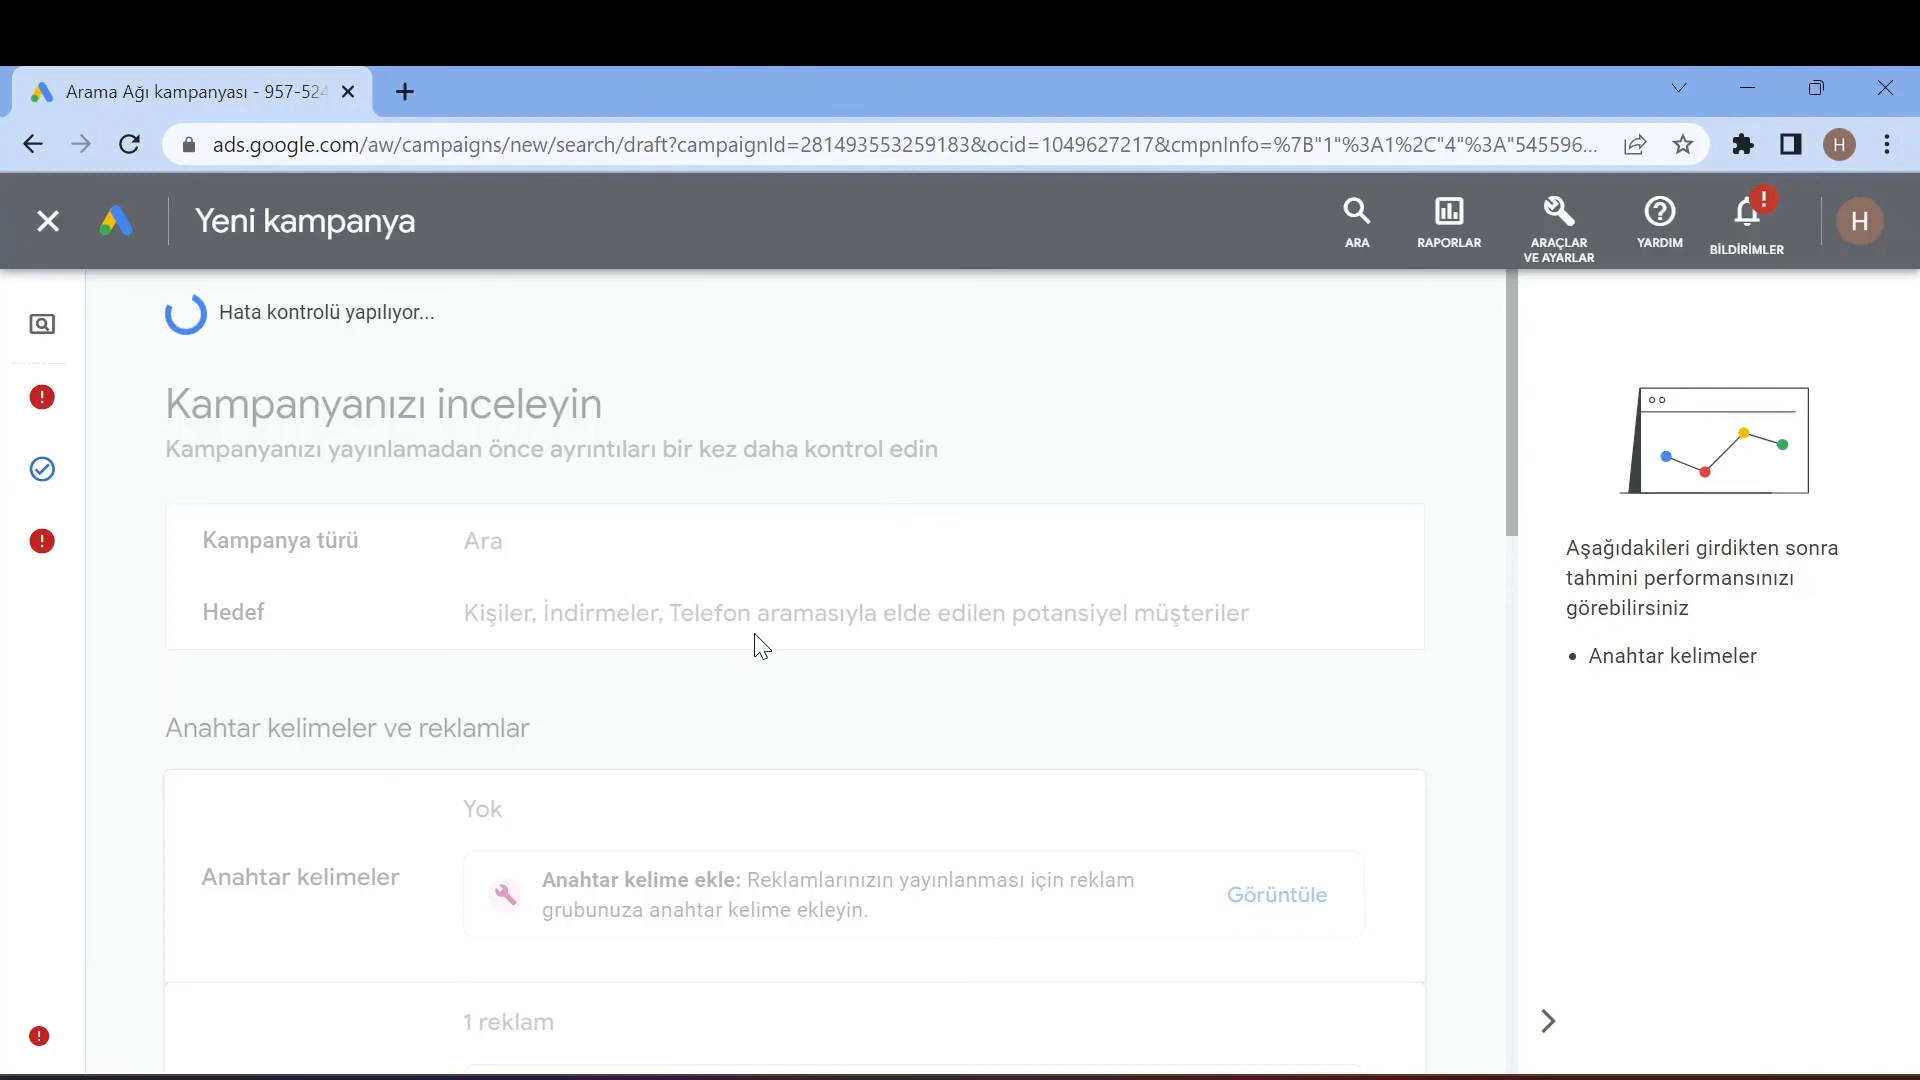 Arama Ağı kampanyası - 957-524
ads.google.com/aw/campaigns/new/search/draft?campaignId=281493553259183&ocid=1049627217&cmpnInfo=%7B"1"%3A1%2C"4"%3A"545596...
H
Yeni kampanya
ARA
RAPORLAR
ARAÇLAR
VE AYARLAR
YARDIM
!
BİLDİRİMLER
H
Hata kontrolü yapılıyor...
Kampanyanızı inceleyin
Kampanyanızı yayınlamadan önce ayrıntıları bir kez daha kontrol edin
Kampanya türü
Ara
Hedef
Kişiler, İndirmeler, Telefon aramasıyla elde edilen potansiyel müşteriler
Anahtar kelimeler ve reklamlar
Yok
Anahtar kelimeler
Anahtar kelime ekle: Reklamlarınızın yayınlanması için reklam
grubunuza anahtar kelime ekleyin.
Görüntüle
1 reklam
Aşağıdakileri girdikten sonra
tahmini performansınızı
görebilirsiniz
• Anahtar kelimeler